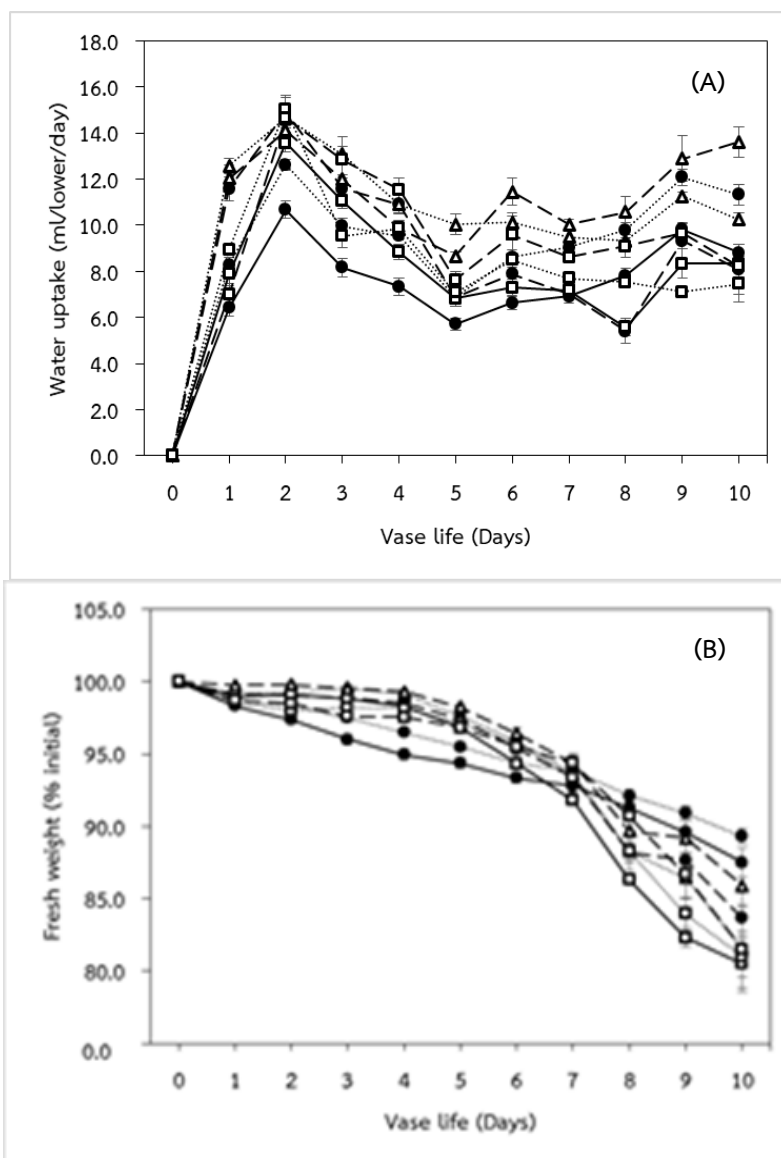 18.0
(A)
16.0
14.0
12.0
10.0
8.0
6.0
4.0
2.0
0.0
Water uptake (ml/lower/day)
0 1 2 3 4 5 6 7 8 9 10
Vase life (Days)
105.0
(B)
100.0
95.0
90.0
85.0
80.0
0.0
Fresh weight (% initial)
0 1 2 3 4 5 6 7 8 9 10
Vase life (Days)